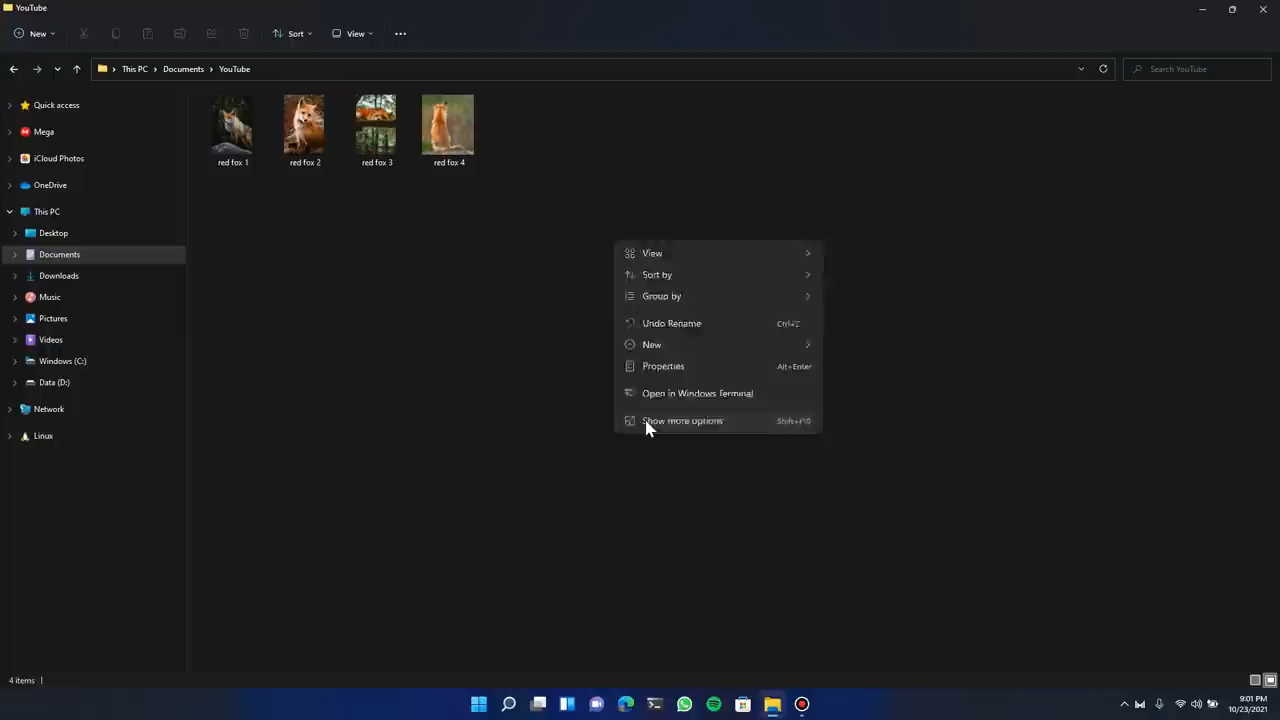 YouTube
New
Sort
View
This PC
Documents
YouTube
Search YouTube
Quick access
Mega
iCloud Photos
OneDrive
This PC
Desktop
Documents
Downloads
Music
Pictures
Videos
Windows (C:)
Data (D:)
Network
Linux
red fox 1
red fox 2
red fox 3
red fox 4
View
Sort by
Group by
Undo Rename Ctrl+Z
New
Properties Alt+Enter
Open in Windows Terminal
Show more options Shift+F10
4 items
9:01 PM
10/23/2021